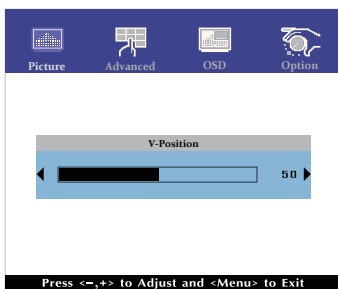 Picture Advanced OSD Option
V-Position
50
Press <–,+> to Adjust and <Menu> to Exit